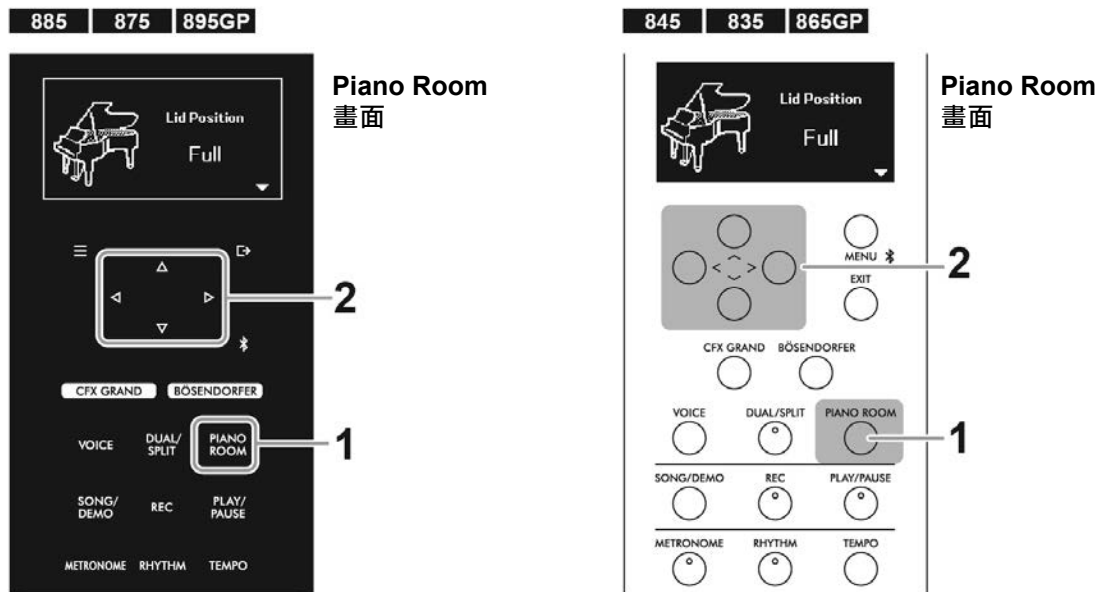 885 875 895GP
Piano Room
畫面
Lid Position
Full
2
CFX GRAND BÖSENDORFER
VOICE DUAL/SPLIT PIANO ROOM
1
SONG/DEMO REC PLAY/PAUSE
METRONOME RHYTHM TEMPO
845 835 865GP
Piano Room
畫面
Lid Position
Full
2
MENU
EXIT
CFX GRAND BÖSENDORFER
VOICE DUAL/SPLIT PIANO ROOM
1
SONG/DEMO REC PLAY/PAUSE
METRONOME RHYTHM TEMPO